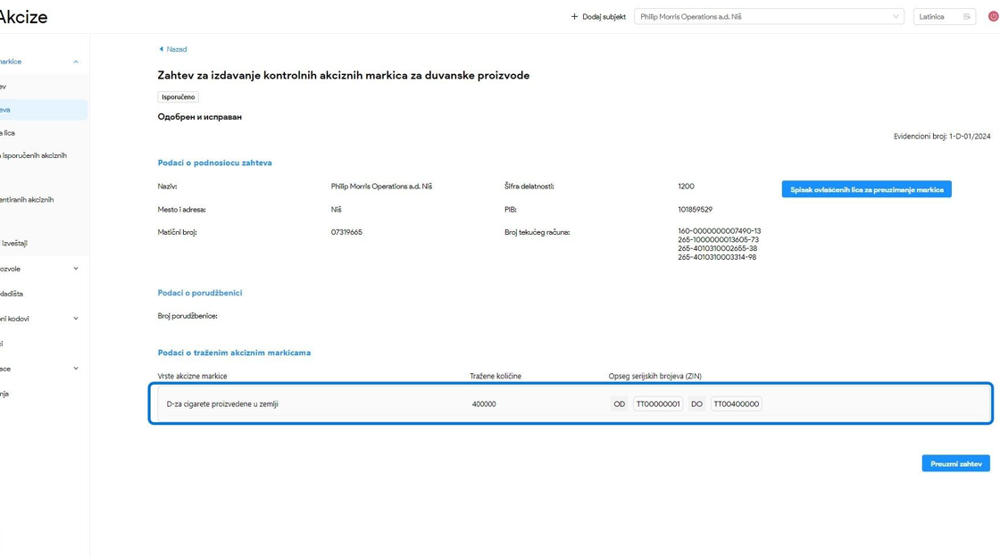 Akcize
Dodaj subjekt
Philip Morris Operations a.d. Niš
Latinica
Nazad
Zahtev za izdavanje kontrolnih akciznih markica za duvanske proizvode
Isporučeno
Одобрен и исправан
Evidencioni broj: 1-D-01/2024
markice
ev
eva
a lica
isporučenih akciznih
entiranih akciznih
izveštaji
ozvole
kladišta
ni kodovi
ci
ace
nja
Podaci o podnosiocu zahteva
Naziv: Philip Morris Operations a.d. Niš Šifra delatnosti: 1200
Spisak ovlašćenih lica za preuzimanje markica
Mesto i adresa: Niš PIB: 101859529
Matični broj: 07319665 Broj tekućeg računa: 160-0000000007490-13
265-1000000013605-73
265-4010310002655-38
265-4010310003314-98
Podaci o porudžbenici
Broj porudžbenice:
Podaci o traženim akciznim markicama
Vrste akcizne markice Tražene količine Opseg serijskih brojeva (ZIN)
D-za cigarete proizvedene u zemlji 400000 OD TT00000001 DO TT00400000
Preuzmi zahtev